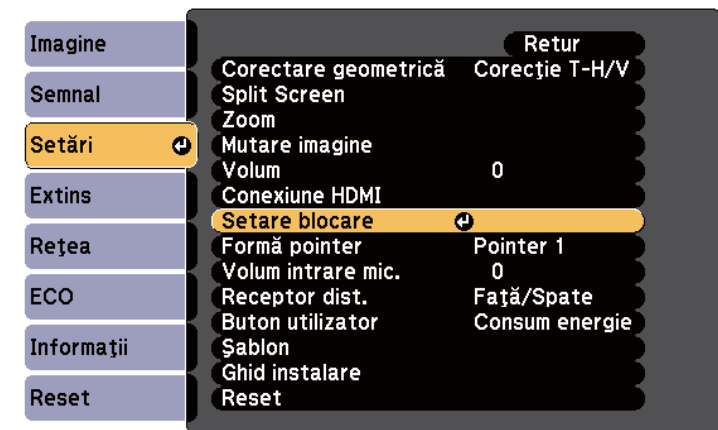 Imagine
Semnal
Setări
Extins
Reţea
ECO
Informaţii
Reset
Retur
Corectare geometrică Corecţie T-H/V
Split Screen
Zoom
Mutare imagine
Volum 0
Conexiune HDMI
Setare blocare
Formă pointer Pointer 1
Volum intrare mic. 0
Receptor dist. Faţă/Spate
Buton utilizator Consum energie
Şablon
Ghid instalare
Reset